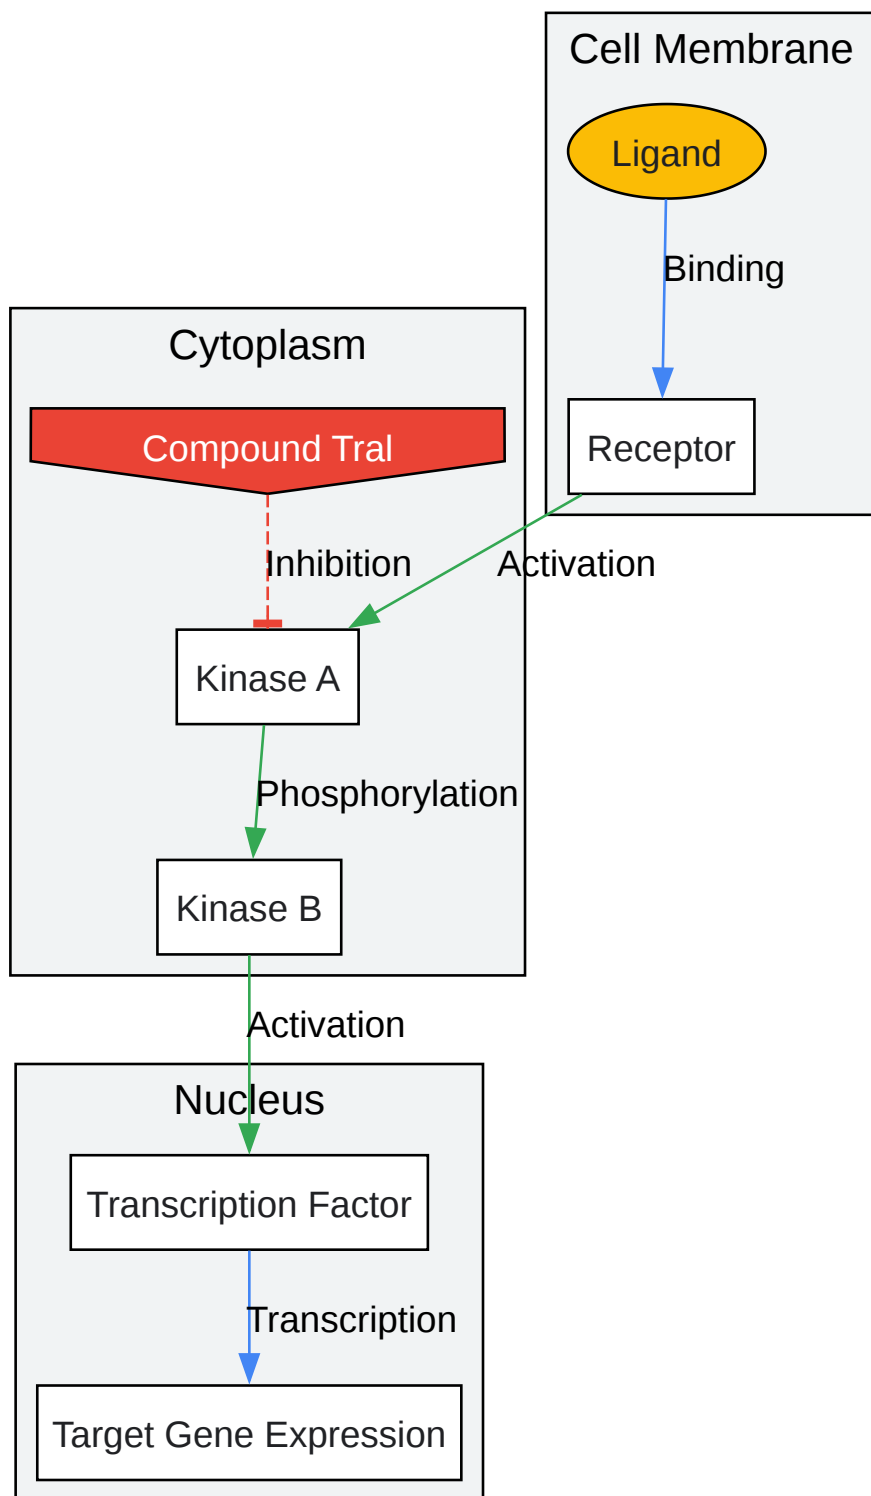 Cell Membrane
Ligand
Binding
Cytoplasm
Compound Tral
Receptor
Inhibition
Activation
Kinase A
Phosphorylation
Kinase B
Activation
Nucleus
Transcription Factor
Transcription
Target Gene Expression